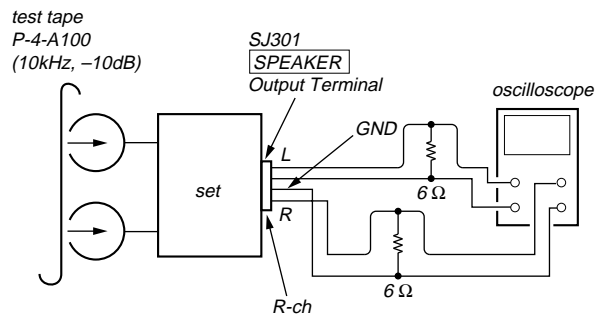 test tape
P-4-A100
(10kHz, –10dB)
SJ301
SPEAKER
Output Terminal
oscilloscope
GND
L
set
6 Ω
R
6 Ω
R-ch